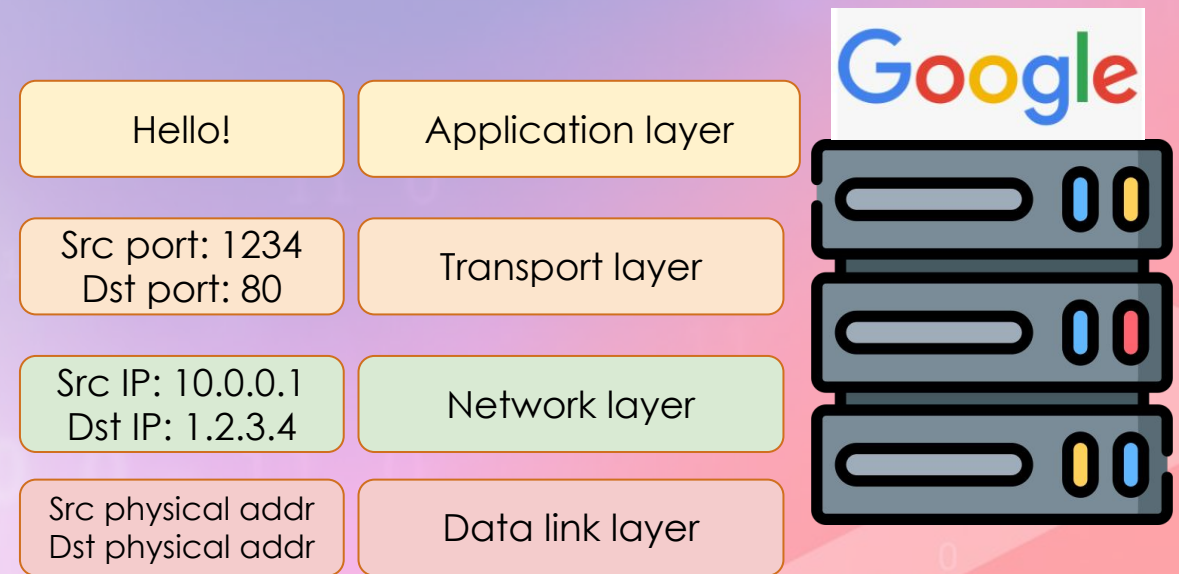 Google
Hello!
Application layer
Src port: 1234
Dst port: 80
Transport layer
Src IP: 10.0.0.1
Dst IP: 1.2.3.4
Network layer
Src physical addr
Dst physical addr
Data link layer
0